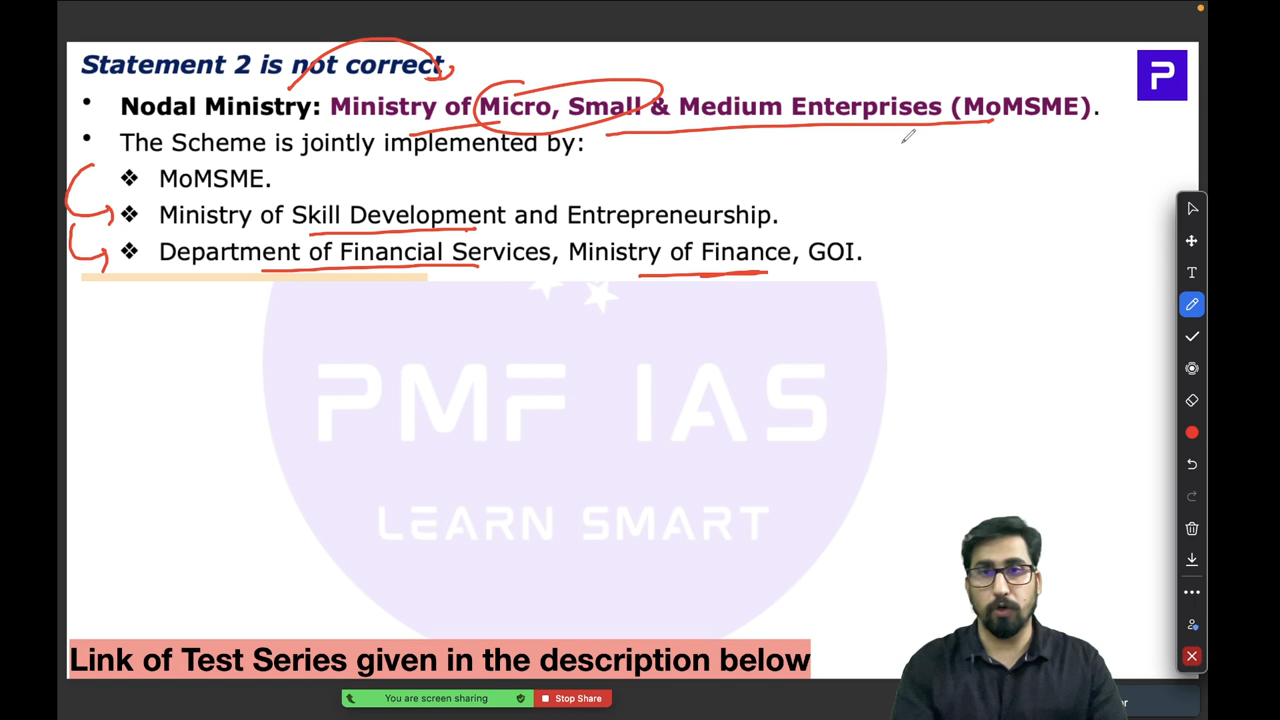 Statement 2 is not correct
• Nodal Ministry: Ministry of Micro, Small & Medium Enterprises (MoMSME).
• The Scheme is jointly implemented by:
❖ MoMSME.
❖ Ministry of Skill Development and Entrepreneurship.
❖ Department of Financial Services, Ministry of Finance, GOI.
P
PMF IAS
LEARN SMART
Link of Test Series given in the description below
You are screen sharing
Stop Share
T